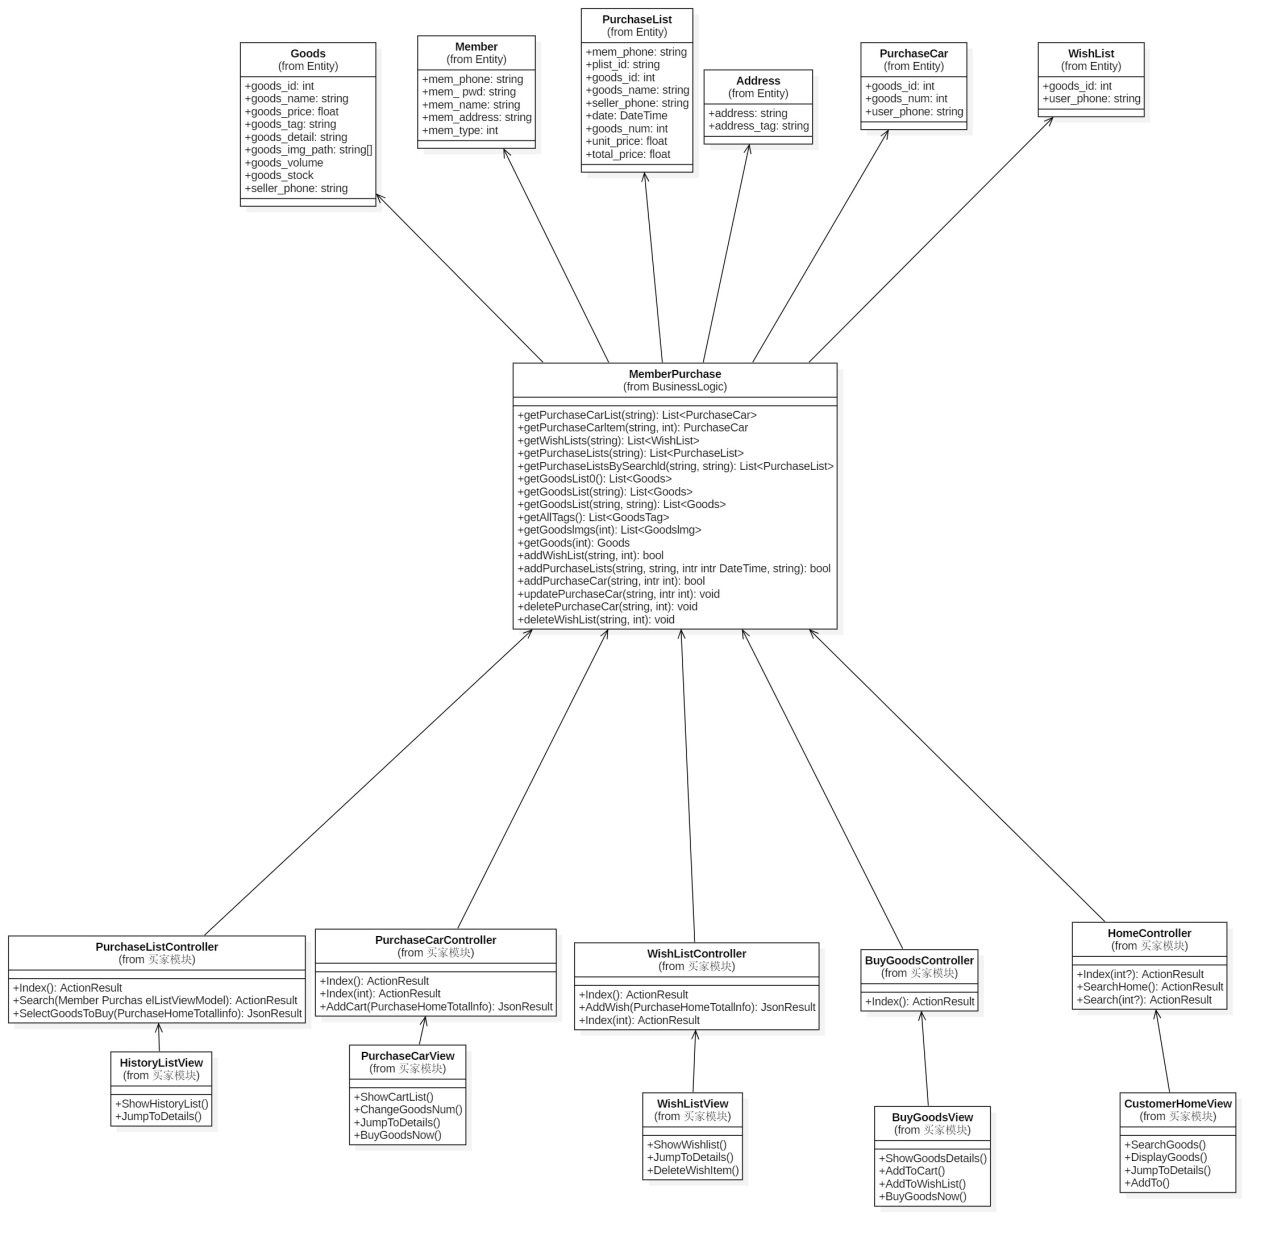 Goods
(from Entity)
+goods_id: int
+goods_name: string
+goods_price: float
+goods_tag: string
+goods_detail: string
+goods_img_path: string[]
+goods_volume
+goods_stock
+seller_phone: string
Member
(from Entity)
+mem_phone: string
+mem_ pwd: string
+mem_name: string
+mem_address: string
+mem_type: int
PurchaseList
(from Entity)
+mem_phone: string
+plist_id: string
+goods_id: int
+goods_name: string
+seller_phone: string
+date: DateTime
+goods_num: int
+unit_price: float
+total_price: float
Address
(from Entity)
+address: string
+address_tag: string
PurchaseCar
(from Entity)
+goods_id: int
+goods_num: int
+user_phone: string
WishList
(from Entity)
+goods_id: int
+user_phone: string
MemberPurchase
(from BusinessLogic)
+getPurchaseCarList(string): List<PurchaseCar>
+getPurchaseCarItem(string, int): PurchaseCar
+getWishLists(string): List<WishList>
+getPurchaseLists(string): List<PurchaseList>
+getPurchaseListsBySearchld(string, string): List<PurchaseList>
+getGoodsList0(): List<Goods>
+getGoodsList(string): List<Goods>
+getGoodsList(string, string): List<Goods>
+getAllTags(): List<GoodsTag>
+getGoodslmgs(int): List<Goodslmg>
+getGoods(int): Goods
+addWishList(string, int): bool
+addPurchaseLists(string, string, intr intr DateTime, string): bool
+addPurchaseCar(string, intr int): bool
+updatePurchaseCar(string, intr int): void
+deletePurchaseCar(string, int): void
+deleteWishList(string, int): void
PurchaseListController
(from 买家模块)
+Index(): ActionResult
+Search(Member Purchas elListViewModel): ActionResult
+SelectGoodsToBuy(PurchaseHomeTotallinfo): JsonResult
PurchaseCarController
(from 买家模块)
+Index(): ActionResult
+Index(int): ActionResult
+AddCart(PurchaseHomeTotalInfo): JsonResult
WishListController
(from 买家模块)
+Index(): ActionResult
+AddWish(PurchaseHomeTotalInfo): JsonResult
+Index(int): ActionResult
BuyGoodsController
(from 买家模块)
+Index(): ActionResult
HomeController
(from 买家模块)
+Index(int?): ActionResult
+SearchHome(): ActionResult
+Search(int?): ActionResult
HistoryListView
(from 买家模块)
+ShowHistoryList()
+JumpToDetails()
PurchaseCarView
(from 买家模块)
+ShowCartList()
+ChangeGoodsNum()
+JumpToDetails()
+BuyGoodsNow()
WishListView
(from 买家模块)
+ShowWishlist()
+JumpToDetails()
+DeleteWishItem()
BuyGoodsView
(from 买家模块)
+ShowGoodsDetails()
+AddToCart()
+AddToWishList()
+BuyGoodsNow()
CustomerHomeView
(from 买家模块)
+SearchGoods()
+DisplayGoods()
+JumpToDetails()
+AddTo()